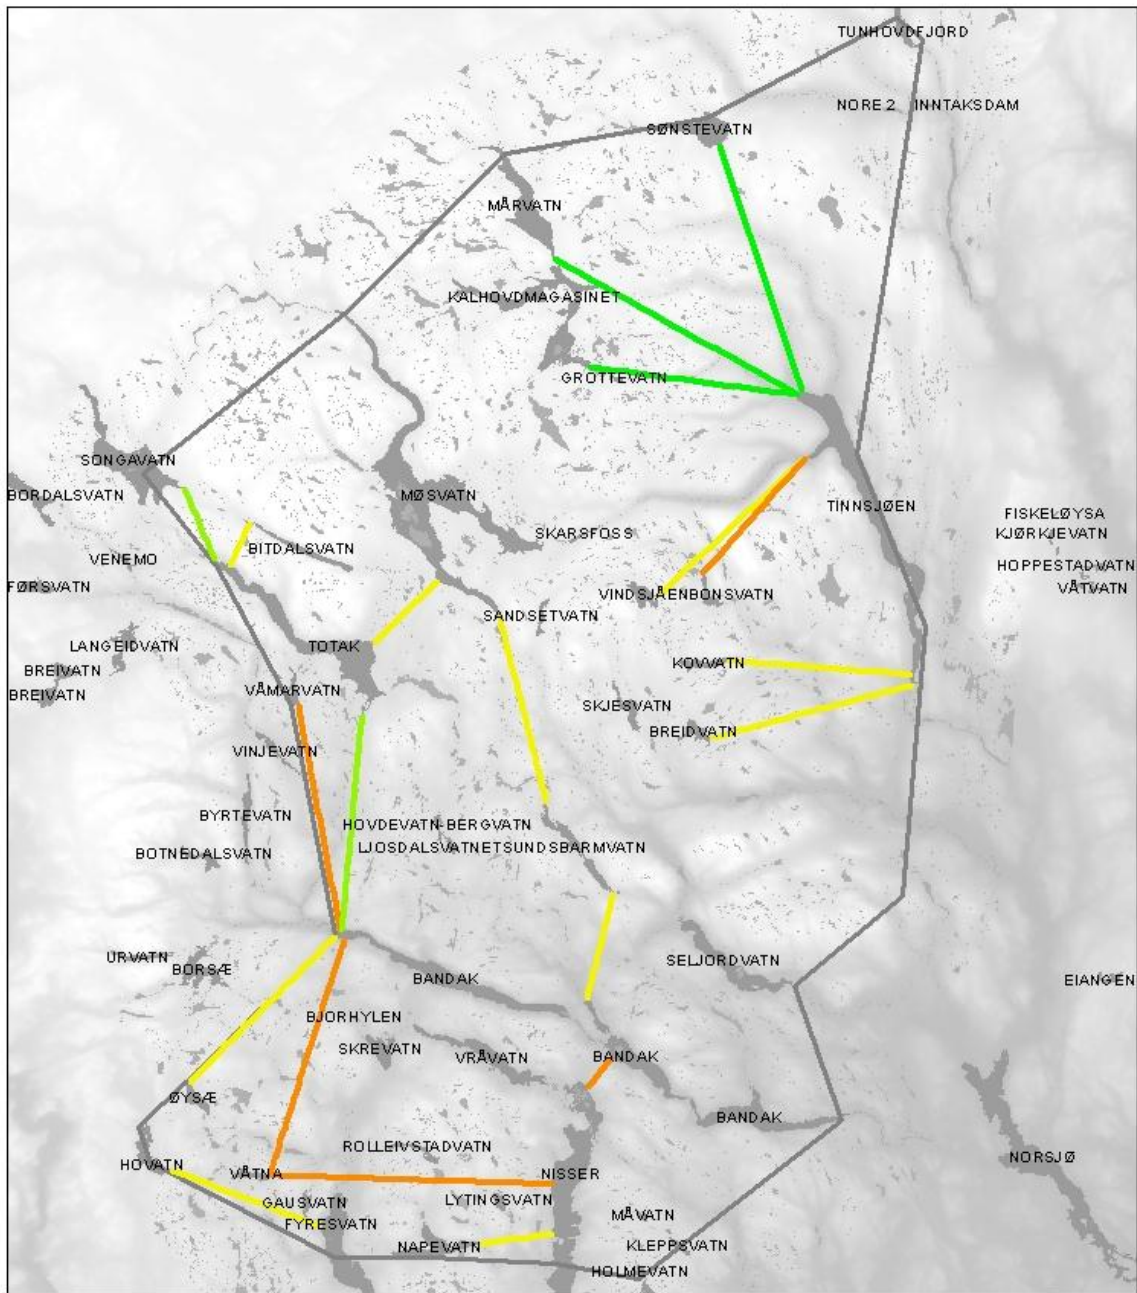 TUNHOVDFJORD
NORE 2 INNTAKSDAM
SØNSTEVATN
MÅRVATN
KALHOVDMAGASINET
GROTTEVATN
SONGAVATN
BORDALSVATN
MØSVATN
TINNSJØEN
FISKELØYSA
SKARSFOSS
KJØRKJEVATN
BITDALSVATN
VENEMO
HOPPESTADVATN
FØRSVATN
VÅTVATN
VINDSJÅENBONSVATN
SANDSETVATN
LANGEIDVATN
TOTAK
BREIVATN
KOVVATN
BREIVATN
VÅMARVATN
SKJESVATN
BREIDVATN
VINJEVATN
BYRTEVATN
HOVDEVATN-BERGVATN
BOTNEDALSVATN
LJOSDALSVATNETSUNDSBARMVATN
URVATN
BORSÆ
SELJORDVATN
BANDAK
EIANGEN
BJORHYLEN
SKREVATN
VRÅVATN
BANDAK
ØYSÆ
BANDAK
ROLLEIVSTADVATN
NORSJØ
HOVATN
VÅTNA
NISSER
GAUSVATN
LYTINGSVATN
FYRESVATN
MÅVATN
NAPEVATN
KLEPPSVATN
HOLMEVATN